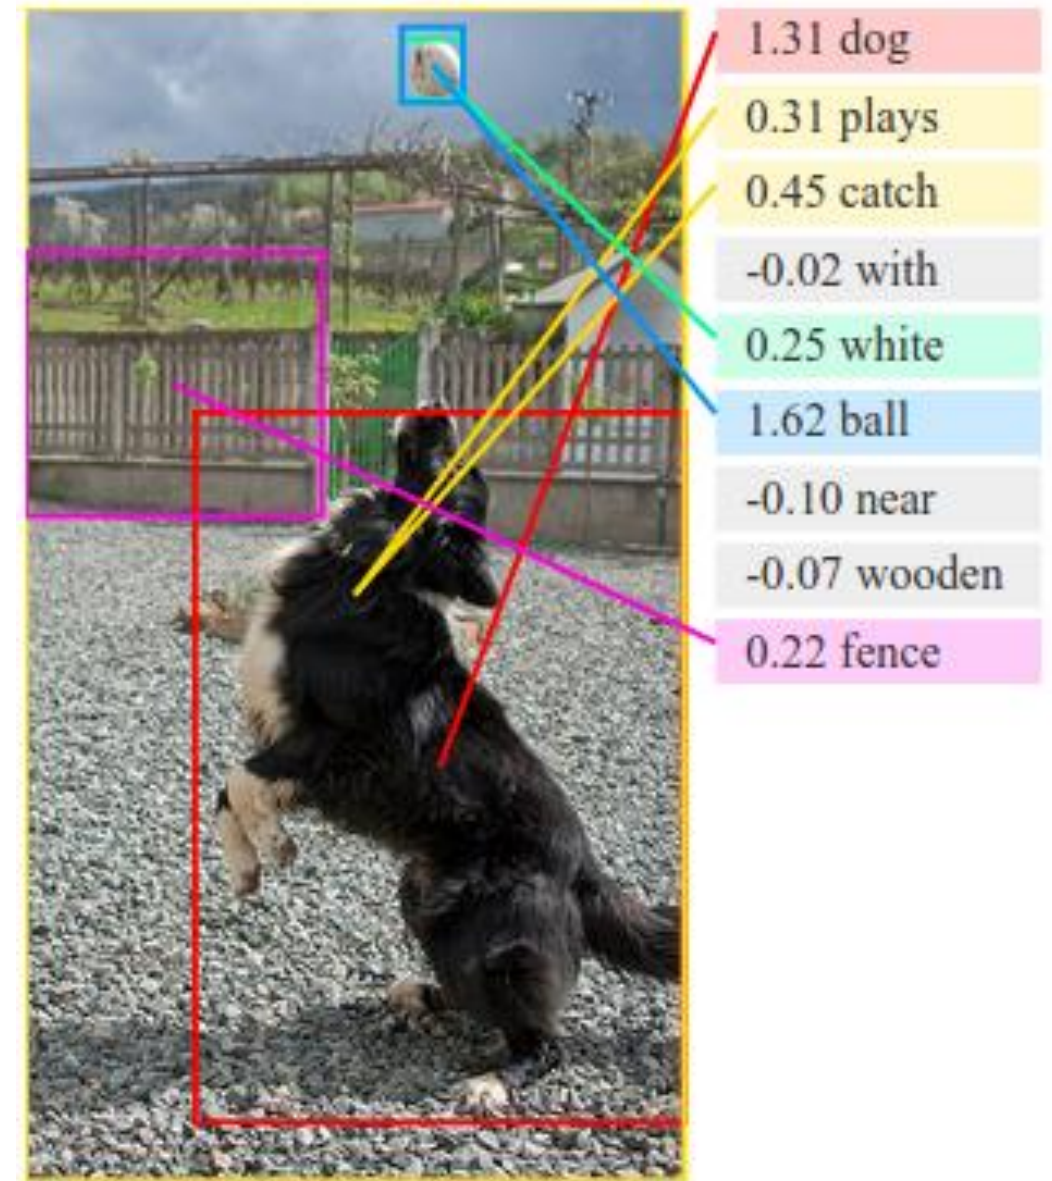 1.31 dog
0.31 plays
0.45 catch
-0.02 with
0.25 white
1.62 ball
-0.10 near
-0.07 wooden
0.22 fence